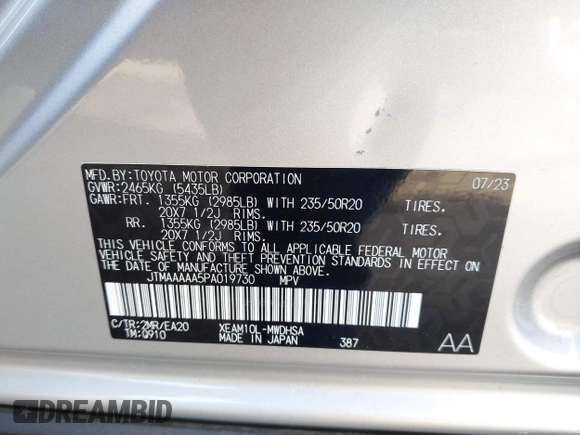 MFD.BY:TOYOTA MOTOR CORPORATION 07/23
GVWR:2465KG (5435LB)
GAWR:FRT. 1355KG (2985LB) WITH 235/50R20 TIRES.
20X7 1/2J RIMS.
RR. 1355KG (2985LB) WITH 235/50R20 TIRES.
20X7 1/2J RIMS.
THIS VEHICLE CONFORMS TO ALL APPLICABLE FEDERAL MOTOR
VEHICLE SAFETY AND THEFT PREVENTION STANDARDS IN EFFECT ON
THE DATE OF MANUFACTURE SHOWN ABOVE.
JTMAAAAA5PA019730 MPV
C/TR:2MR/EA20 XEAM10L-MWDHSA
TM:Q910 MADE IN JAPAN 387 AA
DREAMBID